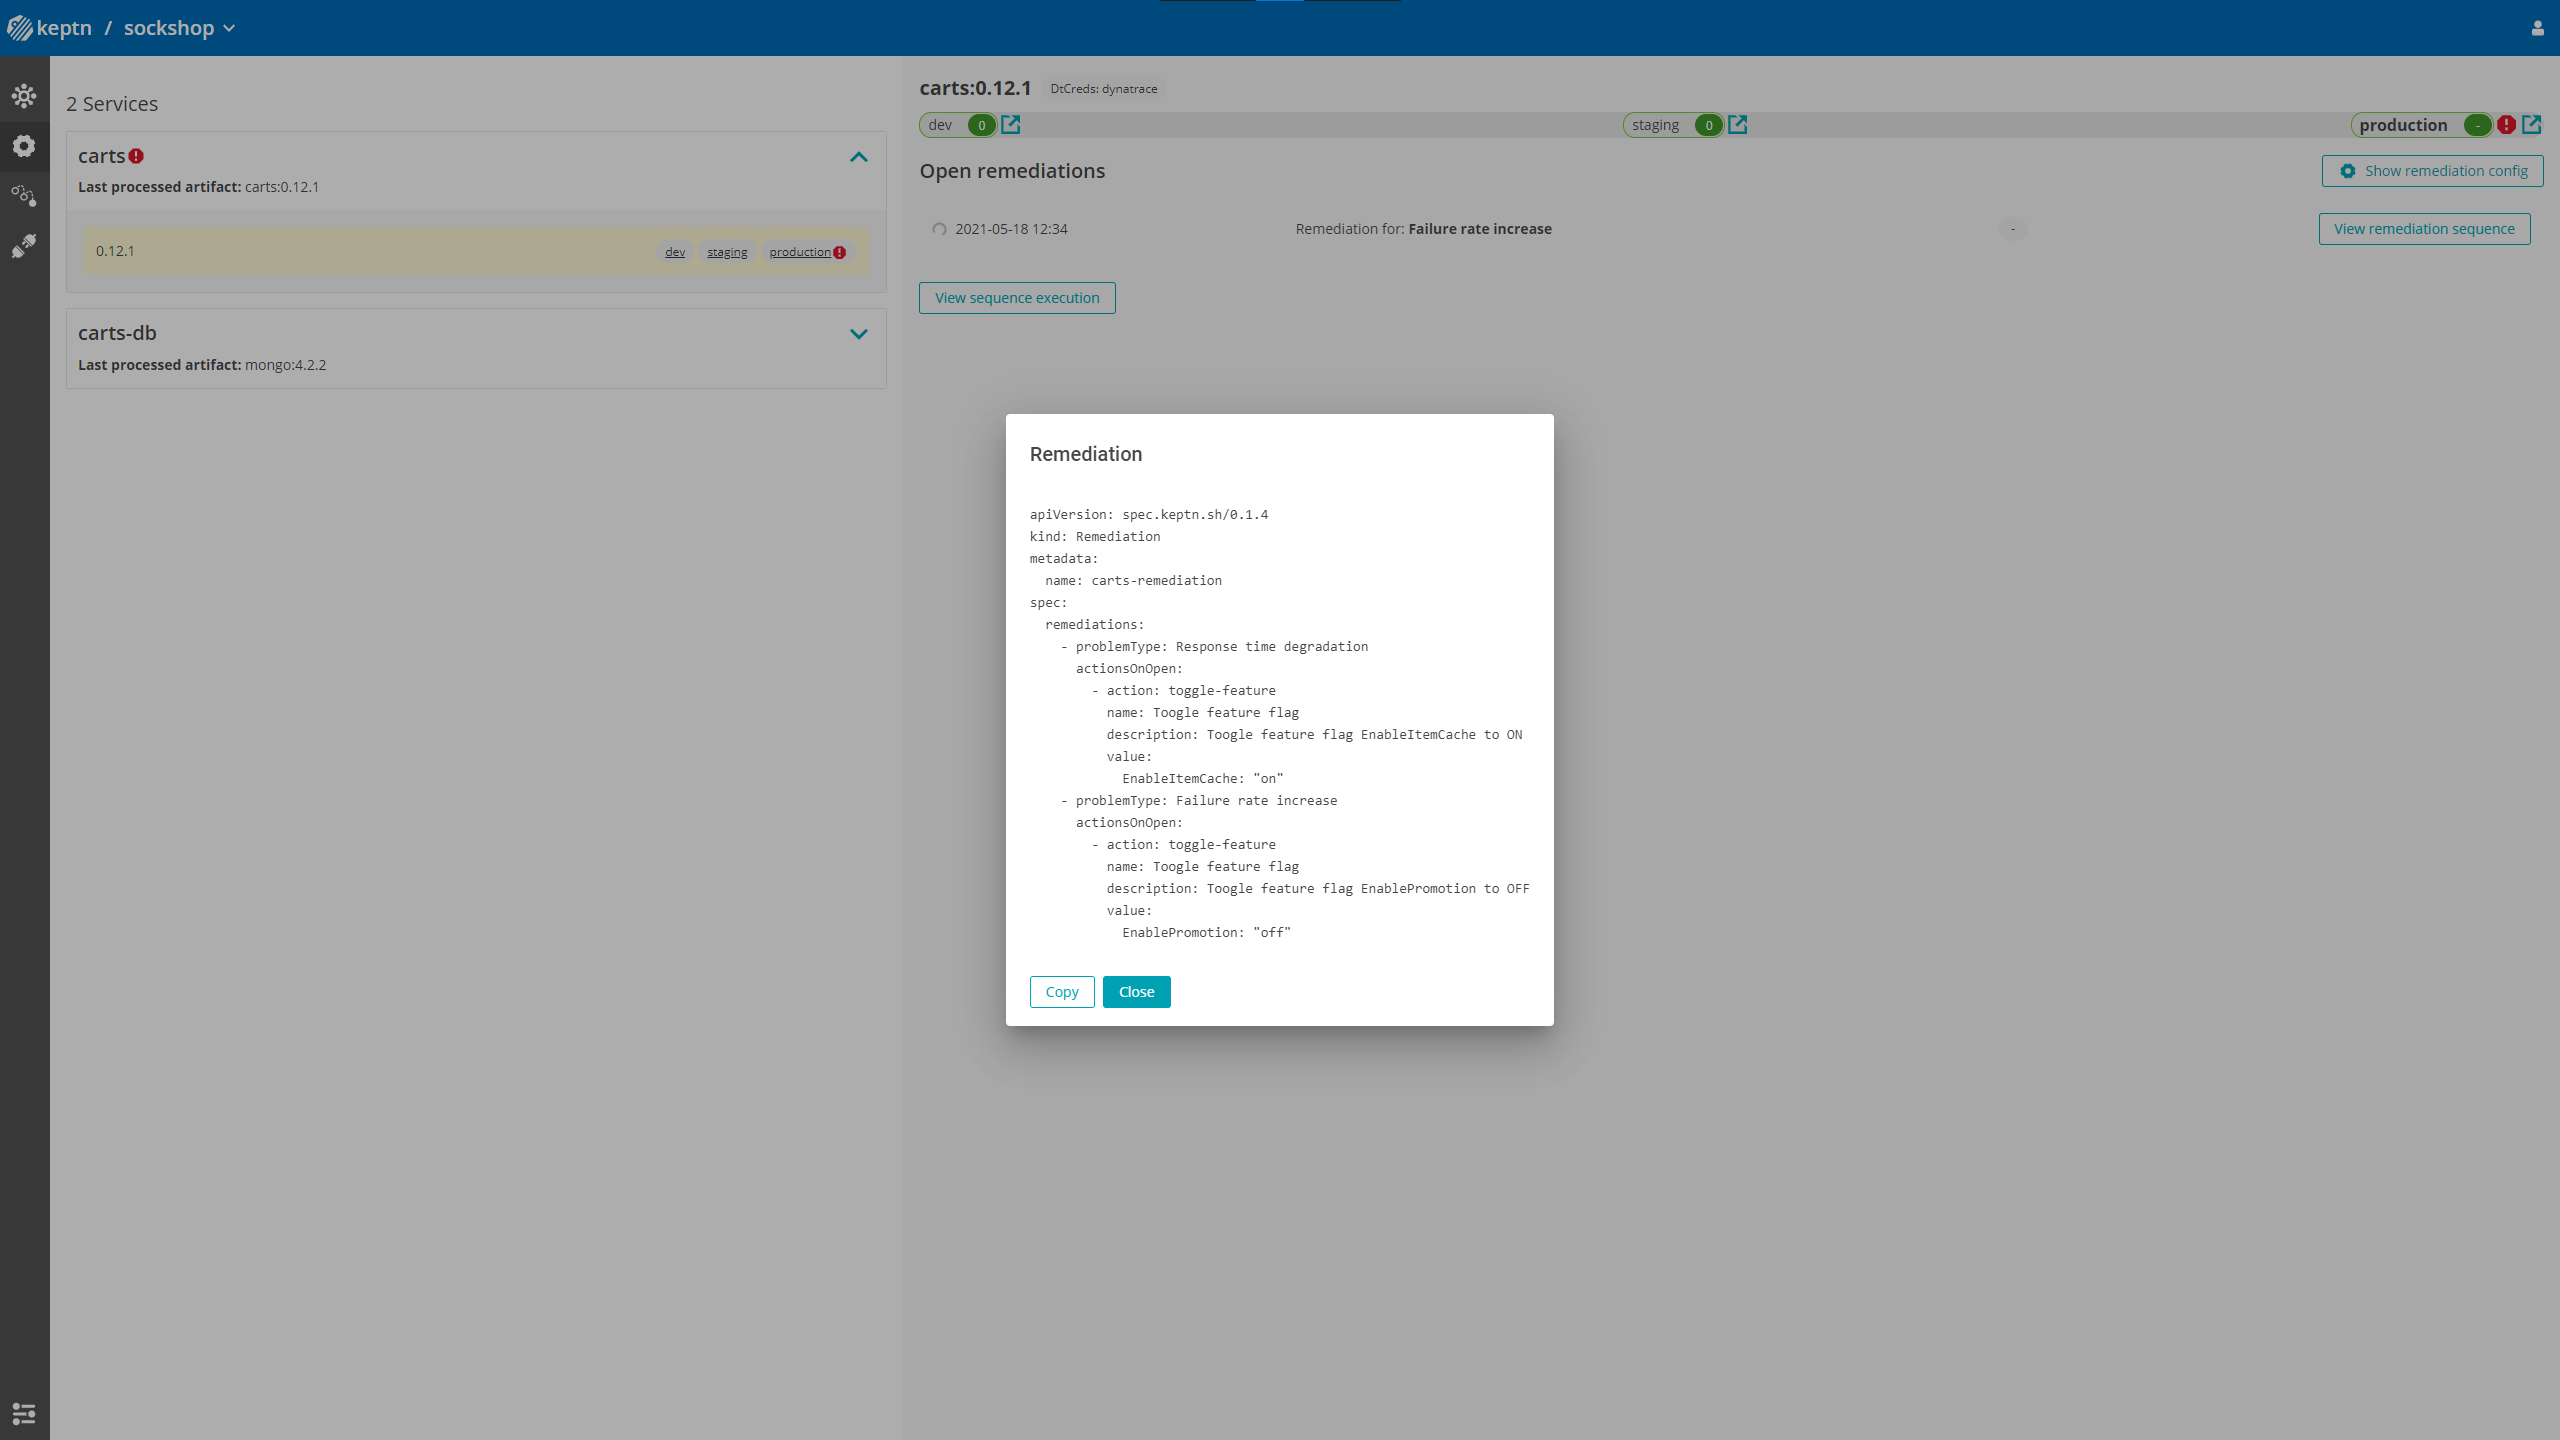 keptn / sockshop
2 Services
carts
Last processed artifact: carts:0.12.1
0.12.1 dev staging production
carts-db
Last processed artifact: mongo:4.2.2
carts:0.12.1 DtCreds: dynatrace
dev 0 staging 0 production -
Open remediations Show remediation config
2021-05-18 12:34 Remediation for: Failure rate increase - View remediation sequence
View sequence execution
Remediation
apiVersion: spec.keptn.sh/0.1.4
kind: Remediation
metadata:
  name: carts-remediation
spec:
  remediations:
    - problemType: Response time degradation
      actionsOnOpen:
        - action: toggle-feature
          name: Toogle feature flag
          description: Toogle feature flag EnableItemCache to ON
          value:
            EnableItemCache: "on"
    - problemType: Failure rate increase
      actionsOnOpen:
        - action: toggle-feature
          name: Toogle feature flag
          description: Toogle feature flag EnablePromotion to OFF
          value:
            EnablePromotion: "off"
Copy Close